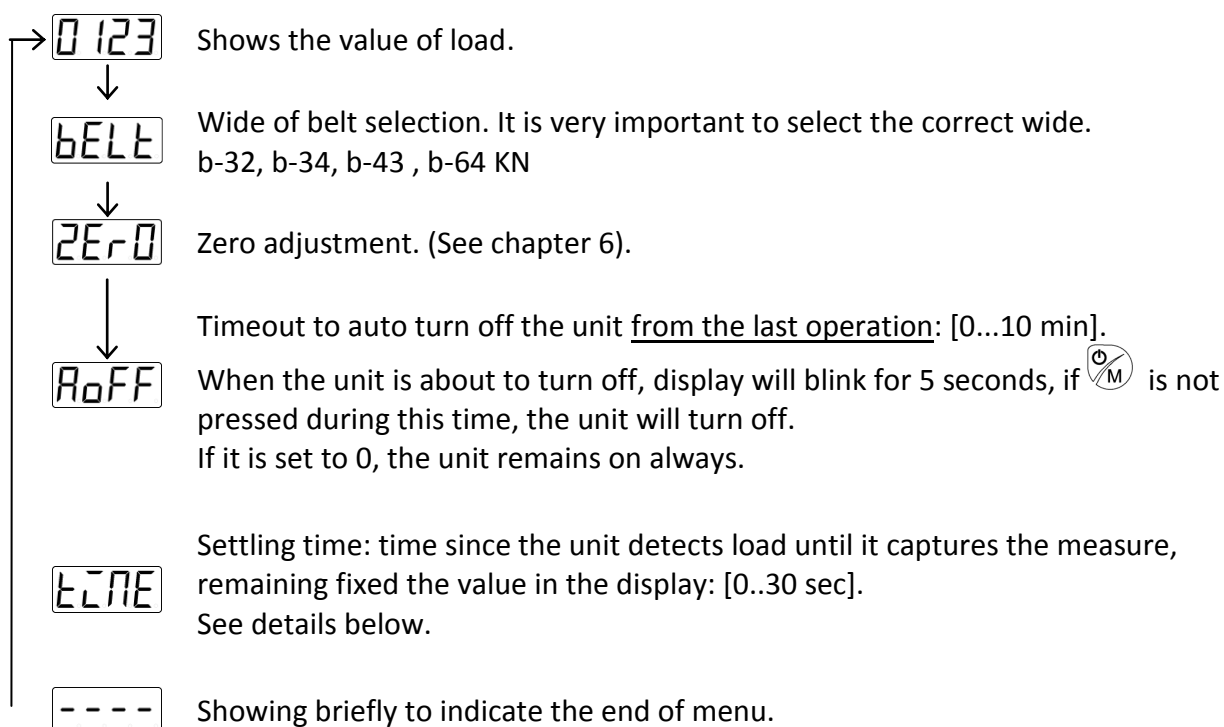 0123 Shows the value of load.
bELt Wide of belt selection. It is very important to select the correct wide.
b-32, b-34, b-43 , b-64 KN
2ErO Zero adjustment. (See chapter 6).
Timeout to auto turn off the unit from the last operation: [0...10 min].
AoFF When the unit is about to turn off, display will blink for 5 seconds, if /M is not
pressed during this time, the unit will turn off.
If it is set to 0, the unit remains on always.
Settling time: time since the unit detects load until it captures the measure,
tiME remaining fixed the value in the display: [0..30 sec].
See details below.
---- Showing briefly to indicate the end of menu.